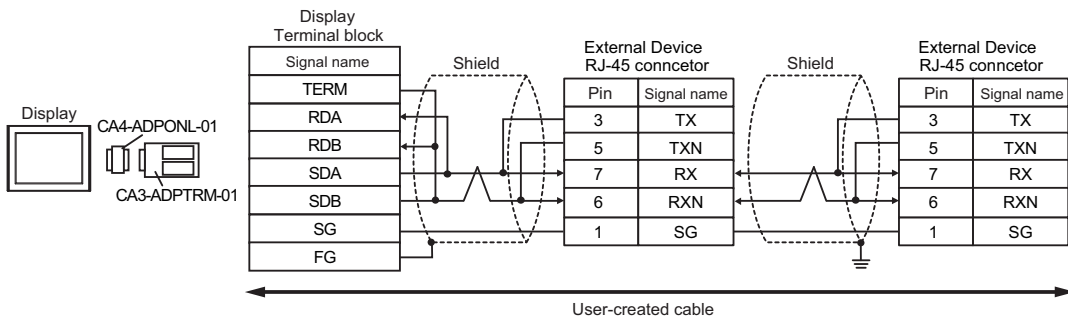 Display
Terminal block
Signal name
TERM
RDA
RDB
SDA
SDB
SG
FG
Display
CA4-ADPONL-01
CA3-ADPTRM-01
Shield
External Device
RJ-45 conncetor
Pin Signal name
3 TX
5 TXN
7 RX
6 RXN
1 SG
Shield
External Device
RJ-45 conncetor
Pin Signal name
3 TX
5 TXN
7 RX
6 RXN
1 SG
User-created cable